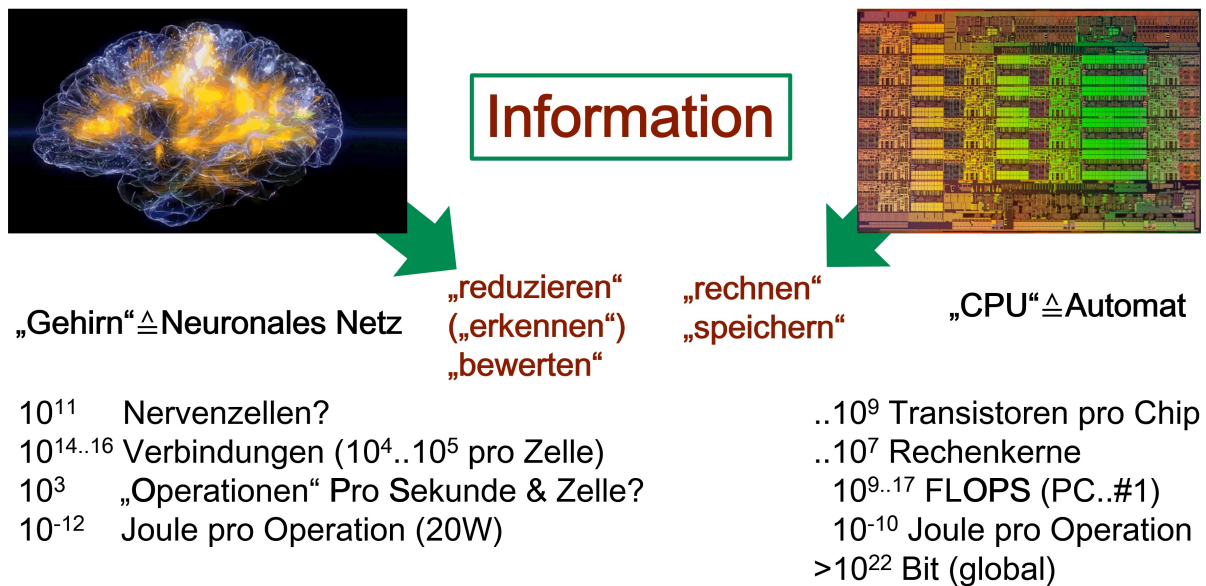 Information
„reduzieren“
(„erkennen“)
„bewerten“
„rechnen“
„speichern“
„Gehirn“≙Neuronales Netz
10¹¹ Nervenzellen?
10¹⁴··¹⁶ Verbindungen (10⁴..10⁵ pro Zelle)
10³ „Operationen“ Pro Sekunde & Zelle?
10⁻¹² Joule pro Operation (20W)
„CPU“≙Automat
..10⁹ Transistoren pro Chip
..10⁷ Rechenkerne
10⁹··¹⁷ FLOPS (PC..#1)
10⁻¹⁰ Joule pro Operation
>10²² Bit (global)